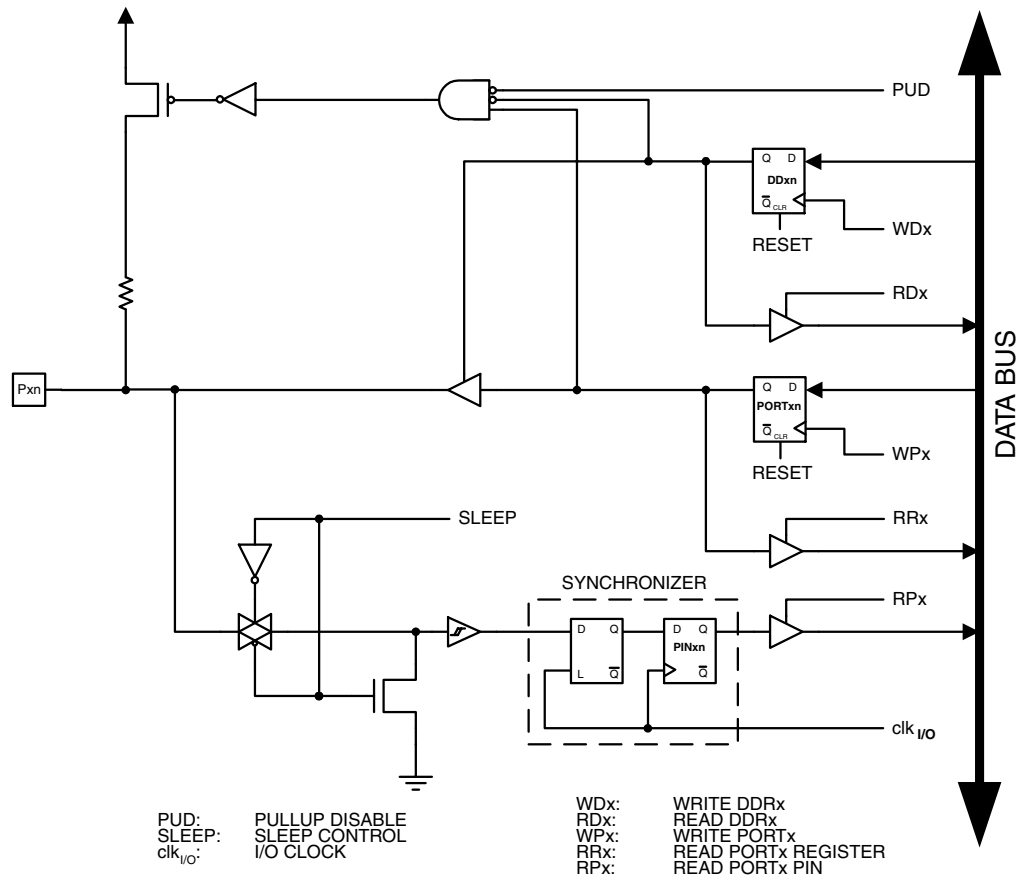 PUD
Q D
DDxn
Q CLR
WDx
RESET
RDx
Pxn
Q D
PORTxn
Q CLR
WPx
RESET
DATA BUS
SLEEP
RRx
SYNCHRONIZER
RPx
D Q
L Q
D Q
PINxn
Q
clk I/O
PUD: PULLUP DISABLE
SLEEP: SLEEP CONTROL
clkI/O: I/O CLOCK
WDx: WRITE DDRx
RDx: READ DDRx
WPx: WRITE PORTx
RRx: READ PORTx REGISTER
RPx: READ PORTx PIN